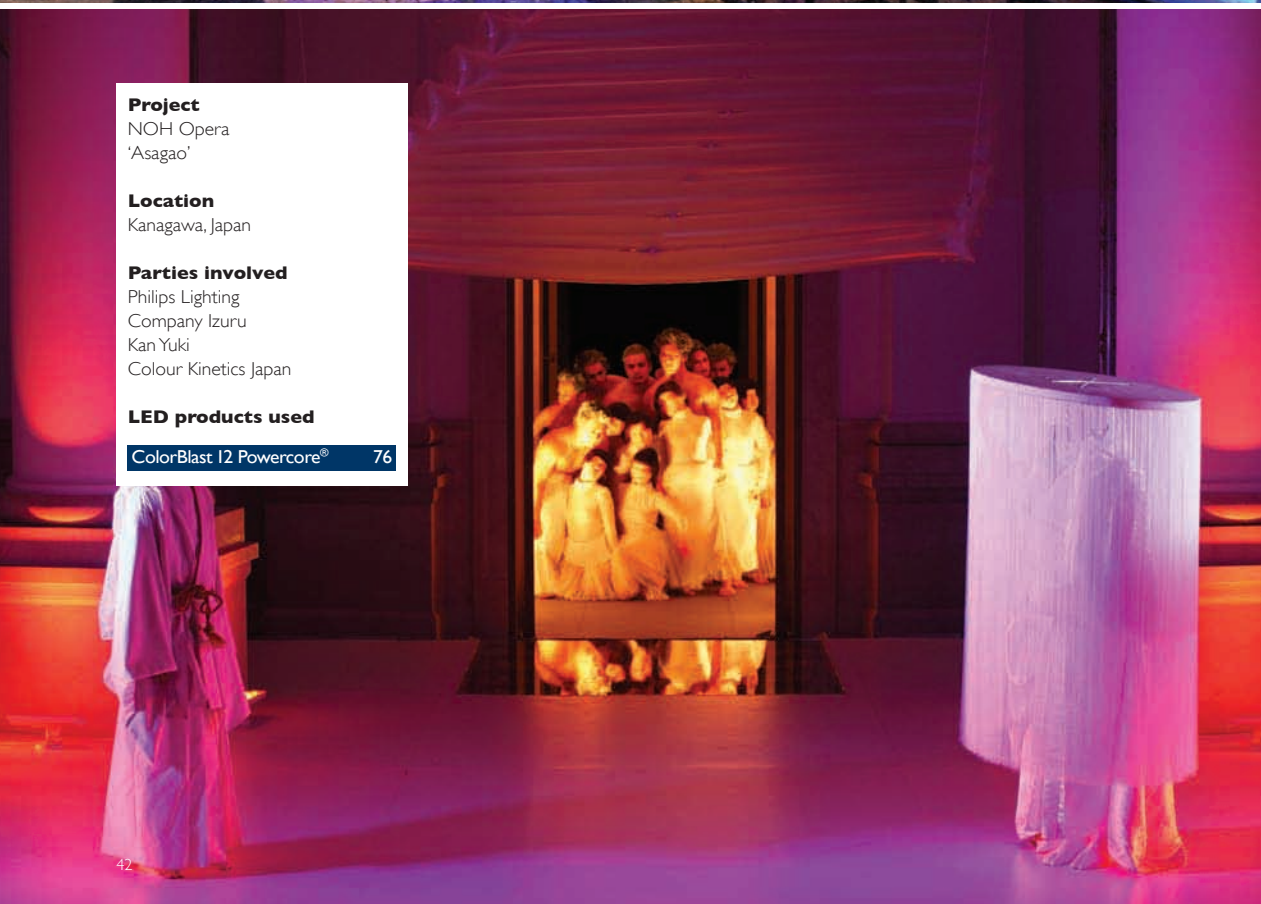 Project
NOH Opera
‘Asagao’
Location
Kanagawa, Japan
Parties involved
Philips Lighting
Company Izuru
Kan Yuki
Colour Kinetics Japan
LED products used
ColorBlast 12 Powercore® 76
42